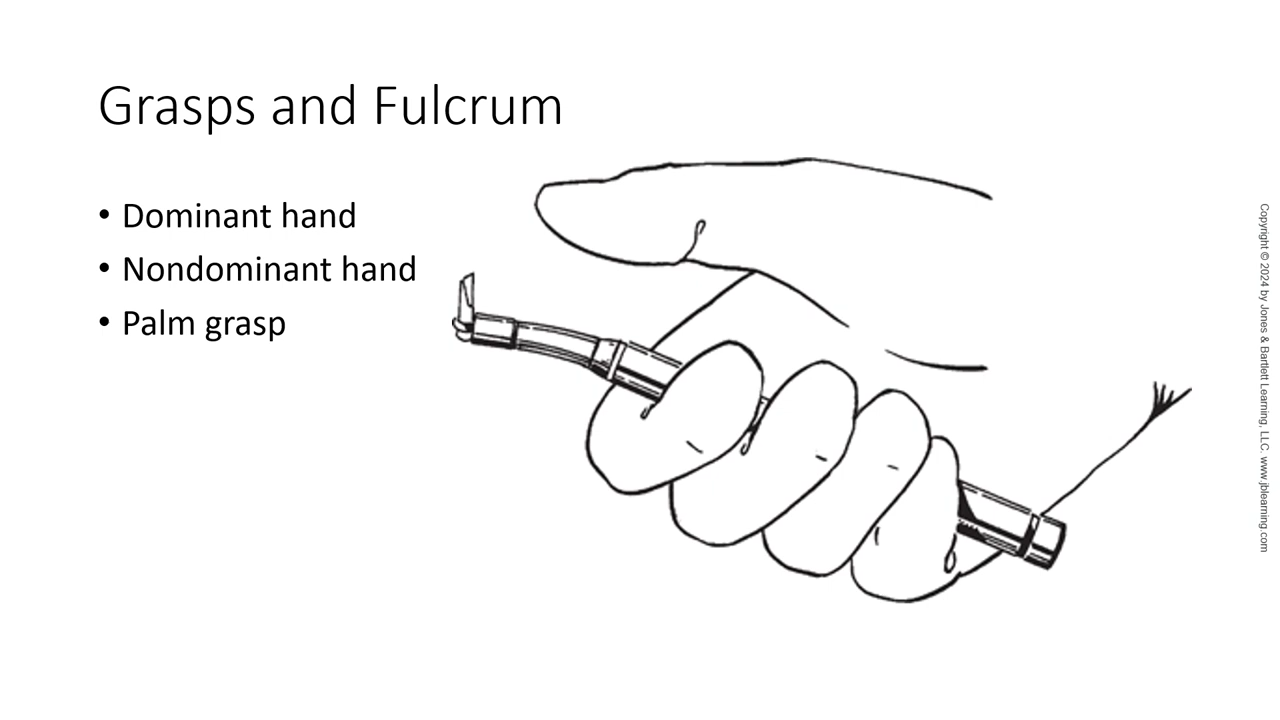 Grasps and Fulcrum
• Dominant hand
• Nondominant hand
• Palm grasp
Copyright © 2024 by Jones & Bartlett Learning, LLC. www.jblearning.com